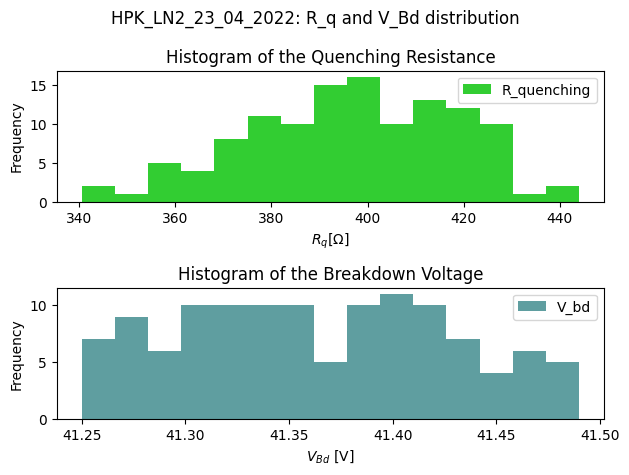 HPK_LN2_23_04_2022: R_q and V_Bd distribution
Histogram of the Quenching Resistance
R_quenching
Frequency
15
10
5
0
340 360 380 400 420 440
R_q[Ω]
Histogram of the Breakdown Voltage
V_bd
Frequency
10
5
0
41.25 41.30 41.35 41.40 41.45 41.50
V_{Bd} [V]